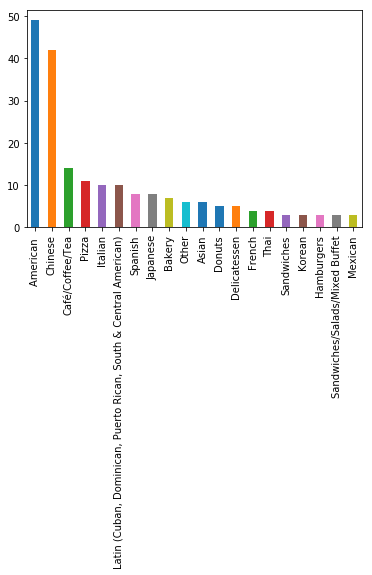 50
40
30
20
10
0
American
Chinese
Café/Coffee/Tea
Pizza
Italian
Latin (Cuban, Dominican, Puerto Rican, South & Central American)
Spanish
Japanese
Bakery
Other
Asian
Donuts
Delicatessen
French
Thai
Sandwiches
Korean
Hamburgers
Sandwiches/Salads/Mixed Buffet
Mexican